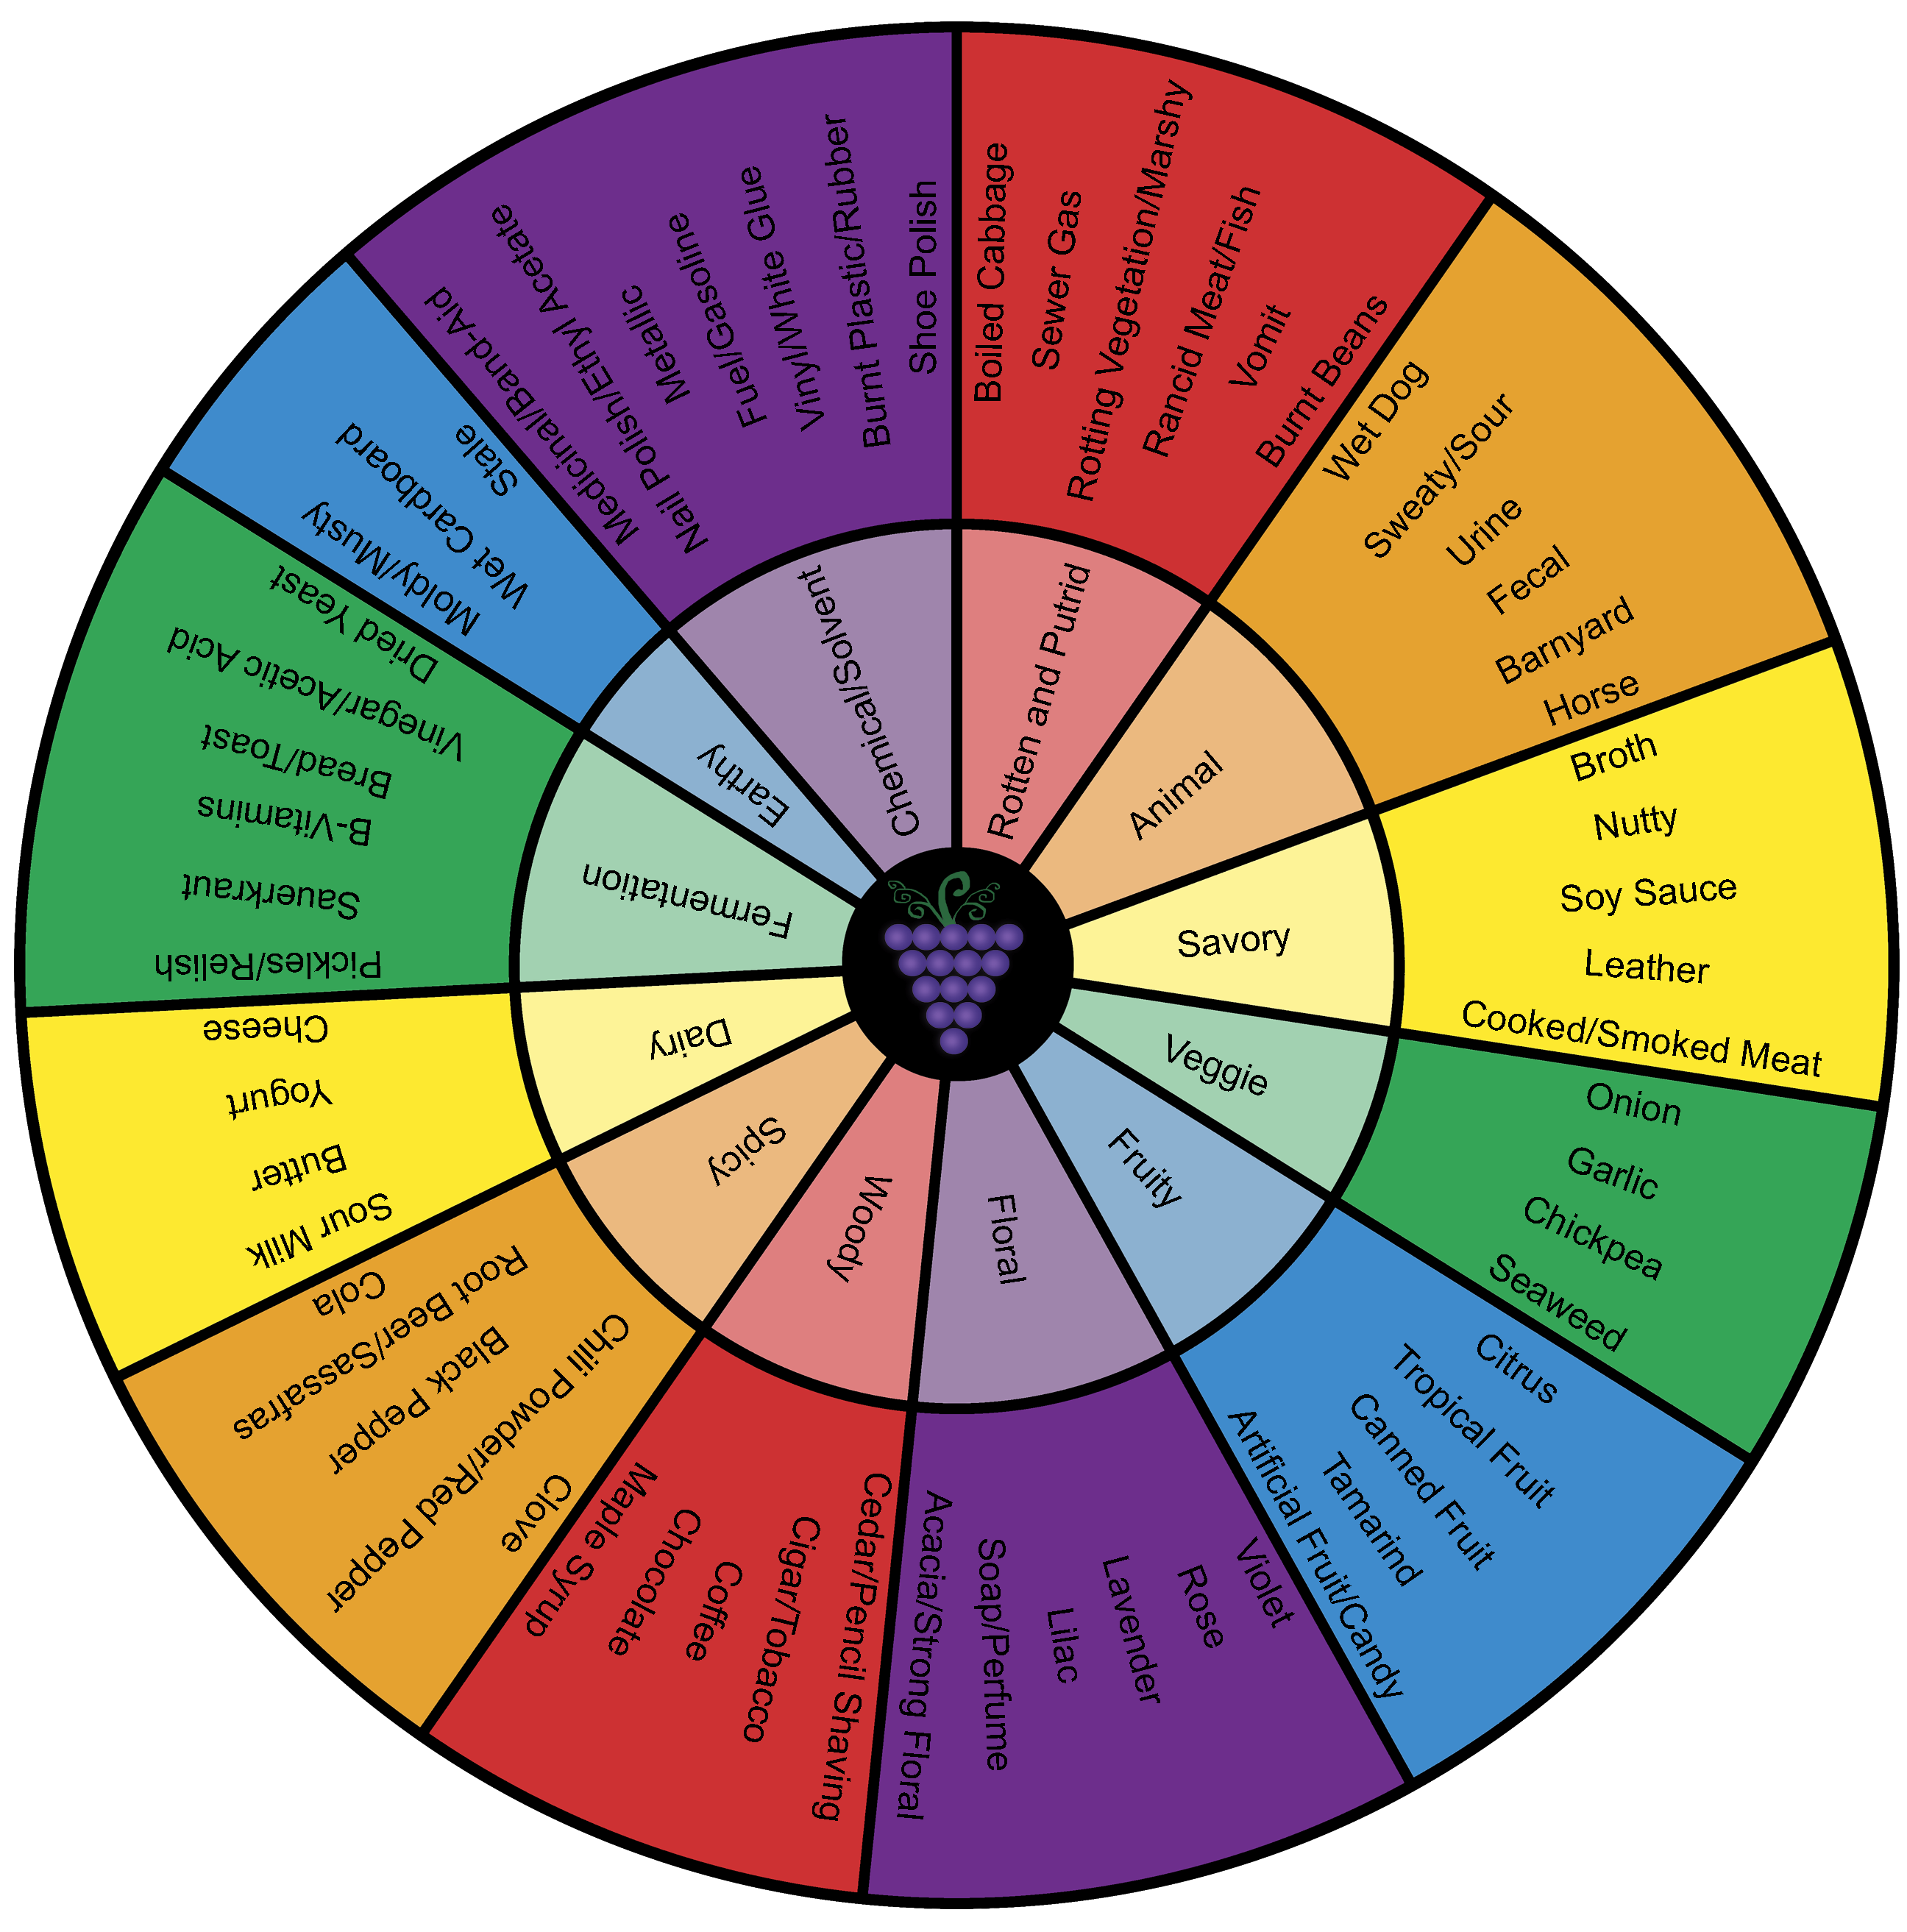 Rotten and Putrid
Boiled Cabbage
Sewer Gas
Rotting Vegetation/Marshy
Rancid Meat/Fish
Vomit
Burnt Beans
Animal
Wet Dog
Sweaty/Sour
Urine
Fecal
Barnyard
Horse
Savory
Broth
Nutty
Soy Sauce
Leather
Cooked/Smoked Meat
Veggie
Onion
Garlic
Chickpea
Seaweed
Fruity
Citrus
Tropical Fruit
Canned Fruit
Tamarind
Artificial Fruit/Candy
Floral
Violet
Rose
Lavender
Lilac
Soap/Perfume
Acacia/Strong Floral
Woody
Cedar/Pencil Shaving
Cigar/Tobacco
Coffee
Chocolate
Maple Syrup
Spicy
Clove
Chili Powder/Red Pepper
Black Pepper
Root Beer/Sassafras
Cola
Dairy
Sour Milk
Butter
Yogurt
Cheese
Fermentation
Pickles/Relish
Sauerkraut
B-Vitamins
Bread/Toast
Vinegar/Acetic Acid
Dried Yeast
Earthy
Moldy/Musty
Wet Cardboard
Stale
Chemical/Solvent
Medicinal/Band-Aid
Nail Polish/Ethyl Acetate
Metallic
Fuel/Gasoline
Vinyl/White Glue
Burnt Plastic/Rubber
Shoe Polish